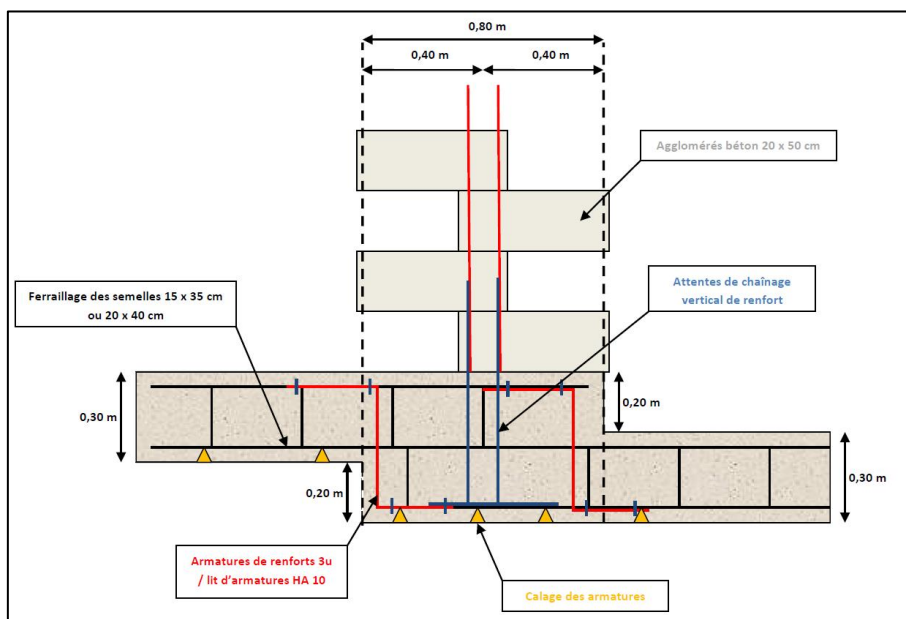 0,80 m
0,40 m
0,40 m
Agglomérés béton 20 x 50 cm
Ferraillage des semelles 15 x 35 cm
ou 20 x 40 cm
Attentes de chaînage
vertical de renfort
0,30 m
0,20 m
0,20 m
0,30 m
Armatures de renforts 3u
/ lit d’armatures HA 10
Calage des armatures